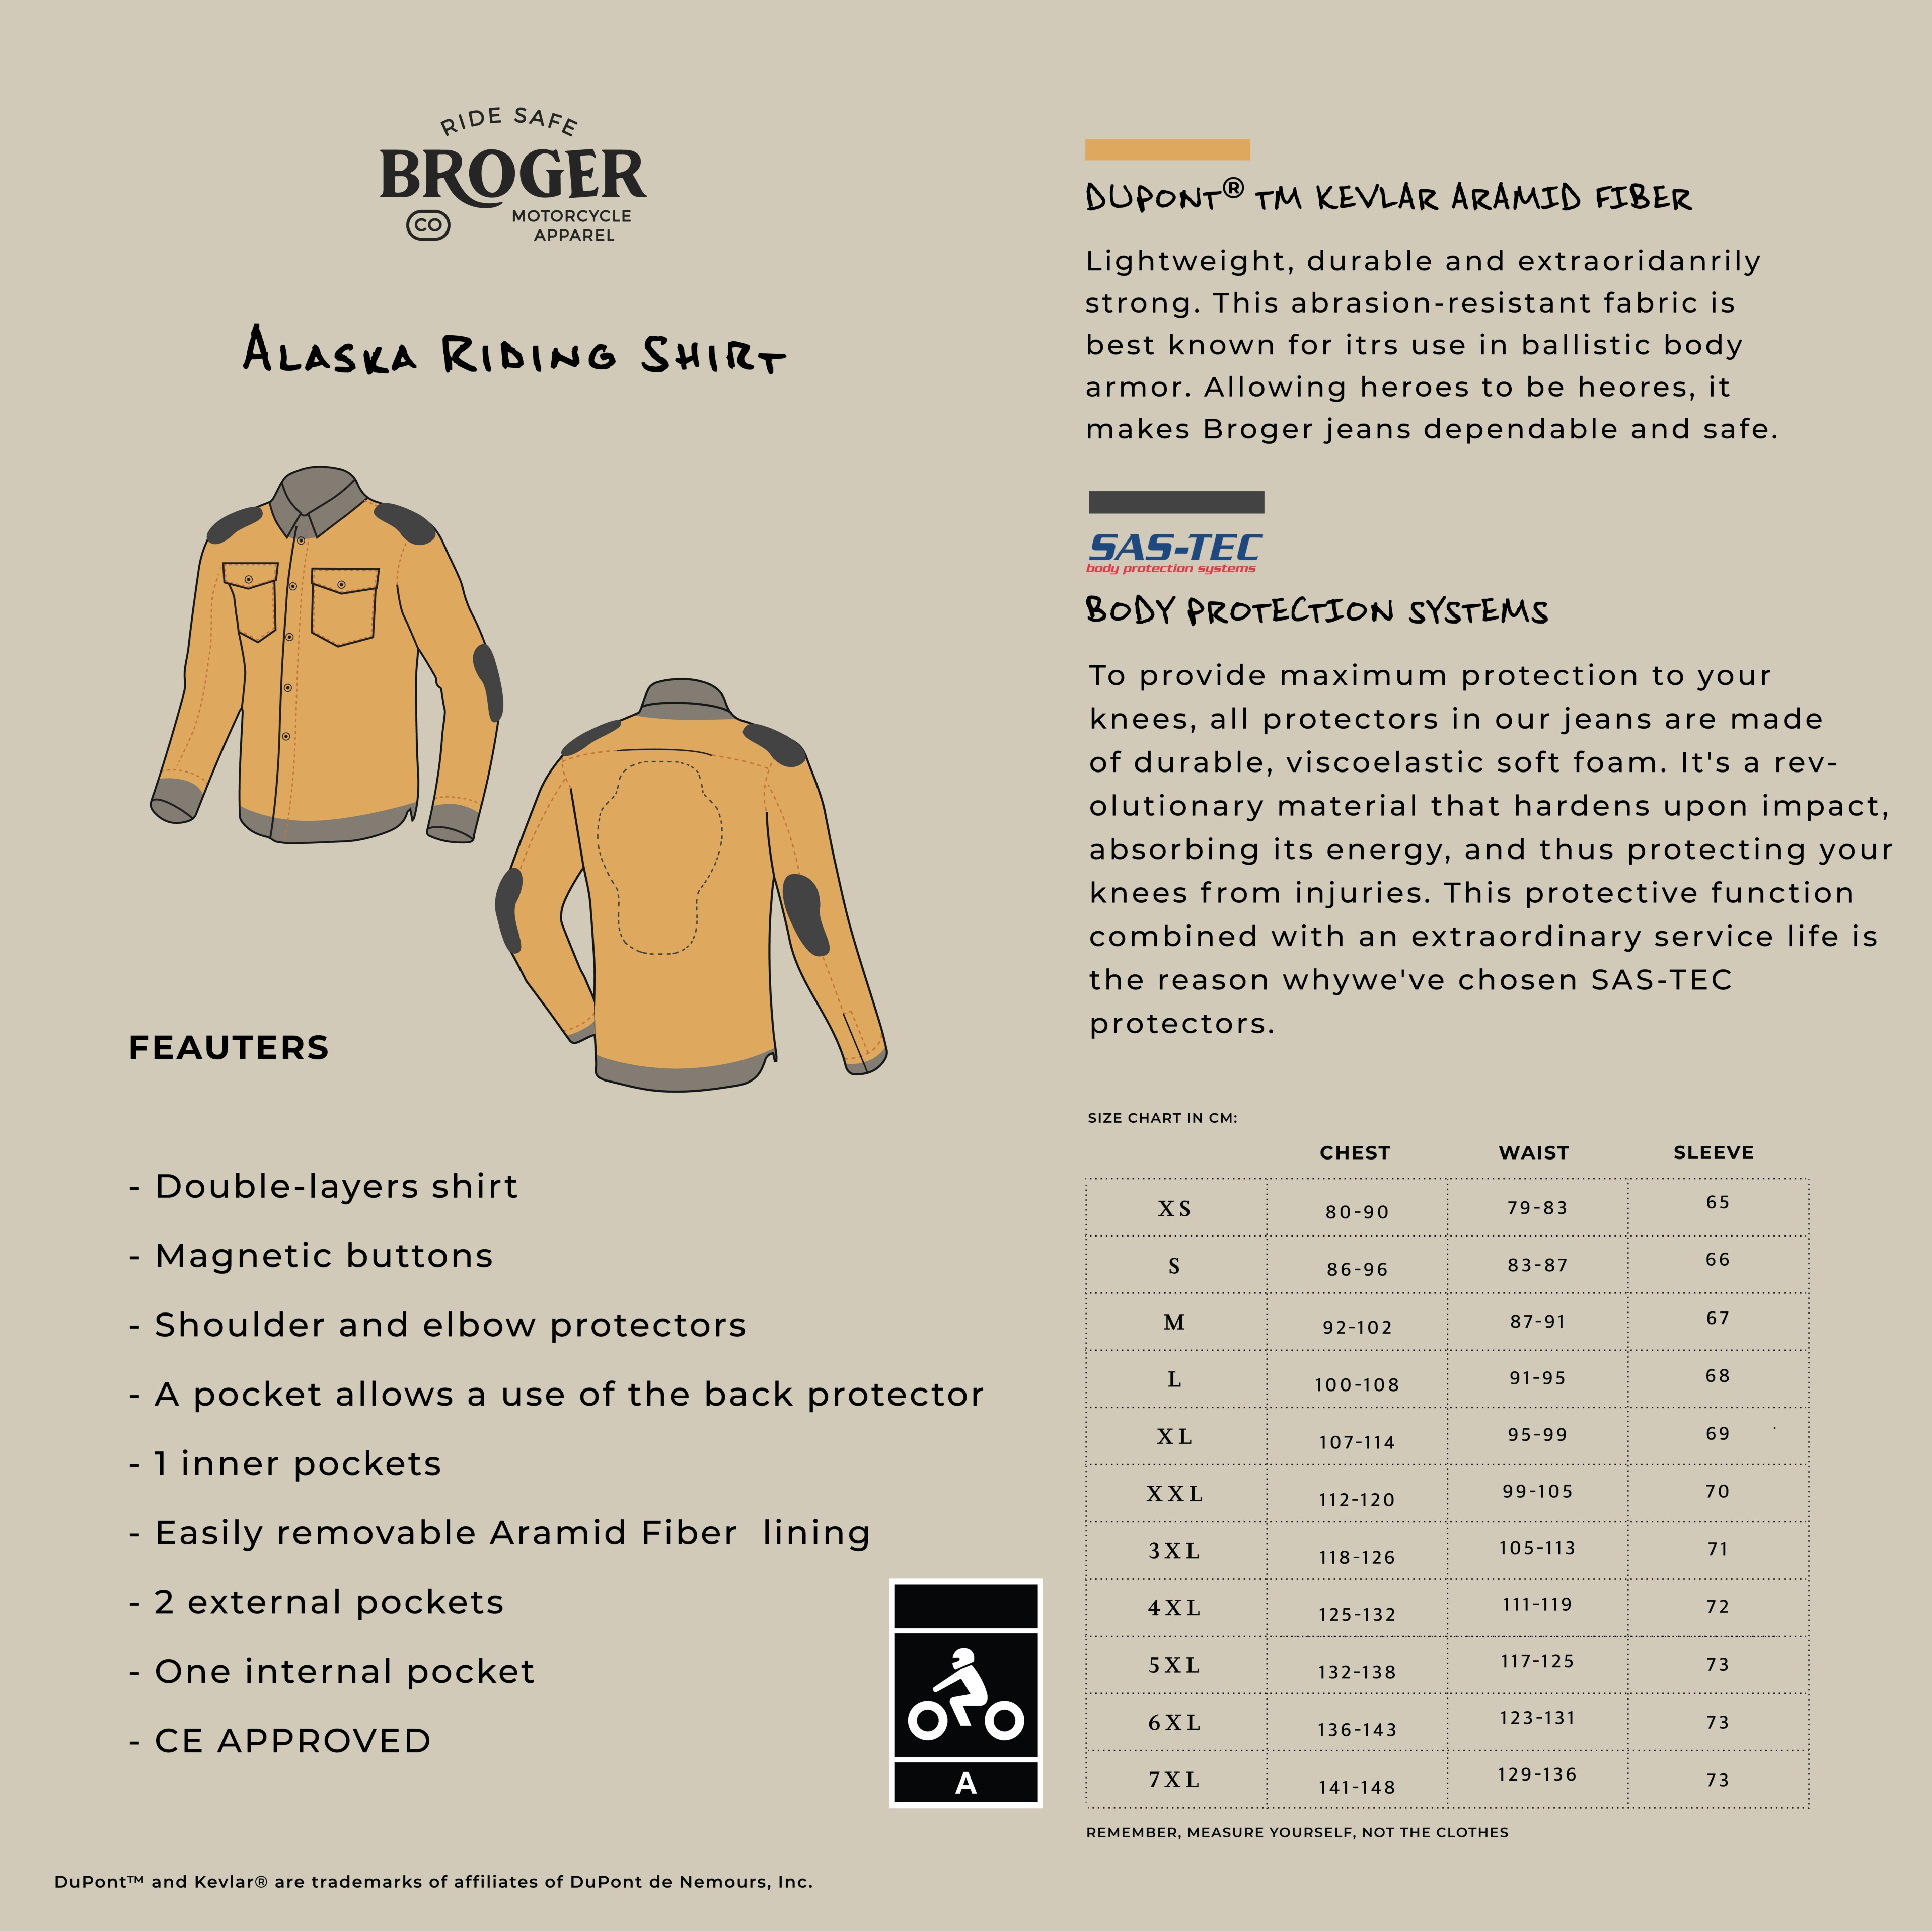 RIDE SAFE
BROGER
CO
MOTORCYCLE
APPAREL
ALASKA RIDING SHIRT
FEAUTERS
- Double-layers shirt
- Magnetic buttons
- Shoulder and elbow protectors
- A pocket allows a use of the back protector
- 1 inner pockets
- Easily removable Aramid Fiber lining
- 2 external pockets
- One internal pocket
- CE APPROVED
A
DUPONT® TM KEVLAR ARAMID FIBER
Lightweight, durable and extraoridanrily
strong. This abrasion-resistant fabric is
best known for itrs use in ballistic body
armor. Allowing heroes to be heores, it
makes Broger jeans dependable and safe.
SAS-TEC
body protection systems
BODY PROTECTION SYSTEMS
To provide maximum protection to your
knees, all protectors in our jeans are made
of durable, viscoelastic soft foam. It's a rev-
olutionary material that hardens upon impact,
absorbing its energy, and thus protecting your
knees from injuries. This protective function
combined with an extraordinary service life is
the reason whywe've chosen SAS-TEC
protectors.
SIZE CHART IN CM:
CHEST WAIST SLEEVE
XS 80-90 79-83 65
S 86-96 83-87 66
M 92-102 87-91 67
L 100-108 91-95 68
XL 107-114 95-99 69
XXL 112-120 99-105 70
3XL 118-126 105-113 71
4XL 125-132 111-119 72
5XL 132-138 117-125 73
6XL 136-143 123-131 73
7XL 141-148 129-136 73
REMEMBER, MEASURE YOURSELF, NOT THE CLOTHES
DuPont™ and Kevlar® are trademarks of affiliates of DuPont de Nemours, Inc.